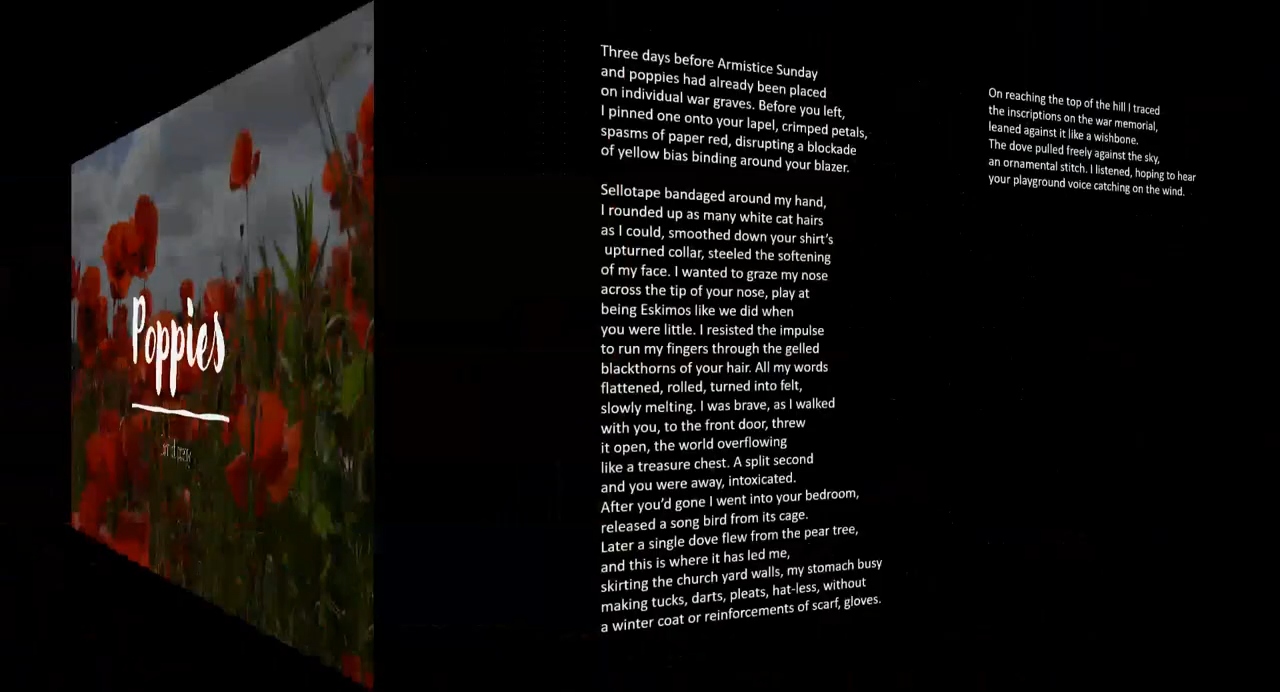 Poppies
Three days before Armistice Sunday
and poppies had already been placed
on individual war graves. Before you left,
I pinned one onto your lapel, crimped petals,
spasms of paper red, disrupting a blockade
of yellow bias binding around your blazer.
Sellotape bandaged around my hand,
I rounded up as many white cat hairs
as I could, smoothed down your shirt’s
upturned collar, steeled the softening
of my face. I wanted to graze my nose
across the tip of your nose, play at
being Eskimos like we did when
you were little. I resisted the impulse
to run my fingers through the gelled
blackthorns of your hair. All my words
flattened, rolled, turned into felt,
slowly melting. I was brave, as I walked
with you, to the front door, threw
it open, the world overflowing
like a treasure chest. A split second
and you were away, intoxicated.
After you’d gone I went into your bedroom,
released a song bird from its cage.
Later a single dove flew from the pear tree,
and this is where it has led me,
skirting the church yard walls, my stomach busy
making tucks, darts, pleats, hat-less, without
a winter coat or reinforcements of scarf, gloves.
On reaching the top of the hill I traced
the inscriptions on the war memorial,
leaned against it like a wishbone.
The dove pulled freely against the sky,
an ornamental stitch. I listened, hoping to hear
your playground voice catching on the wind.